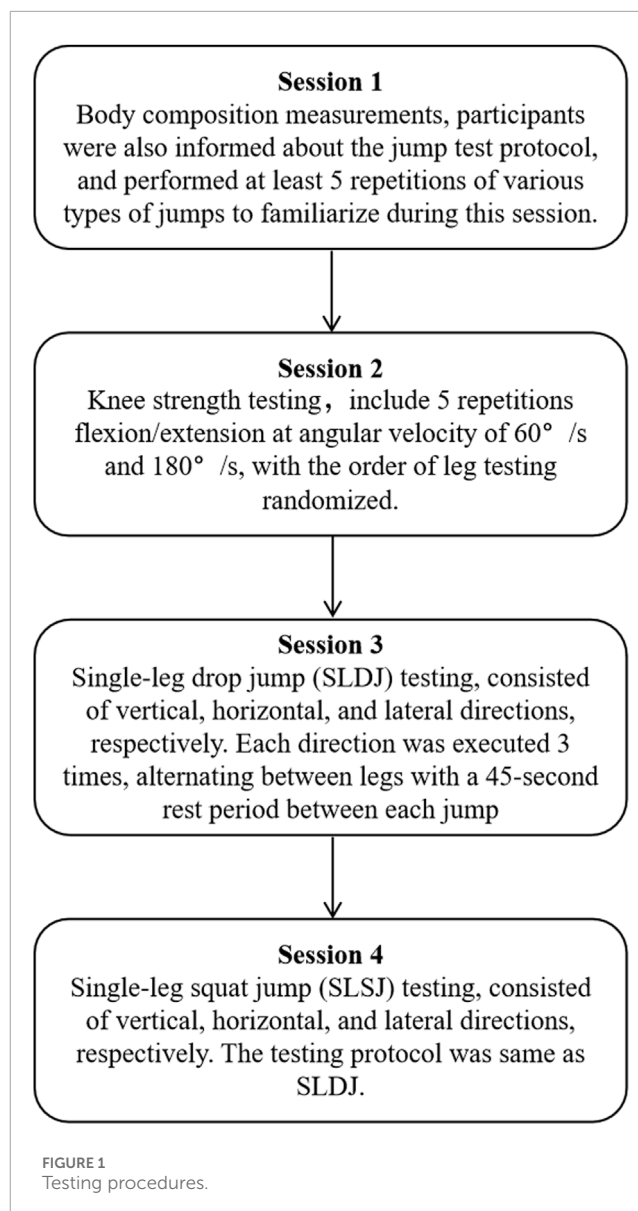 Session 1
Body composition measurements, participants
were also informed about the jump test protocol,
and performed at least 5 repetitions of various
types of jumps to familiarize during this session.
Session 2
Knee strength testing，include 5 repetitions
flexion/extension at angular velocity of 60° /s
and 180° /s, with the order of leg testing
randomized.
Session 3
Single-leg drop jump (SLDJ) testing, consisted
of vertical, horizontal, and lateral directions,
respectively. Each direction was executed 3
times, alternating between legs with a 45-second
rest period between each jump
Session 4
Single-leg squat jump (SLSJ) testing, consisted
of vertical, horizontal, and lateral directions,
respectively. The testing protocol was same as
SLDJ.
FIGURE 1
Testing procedures.